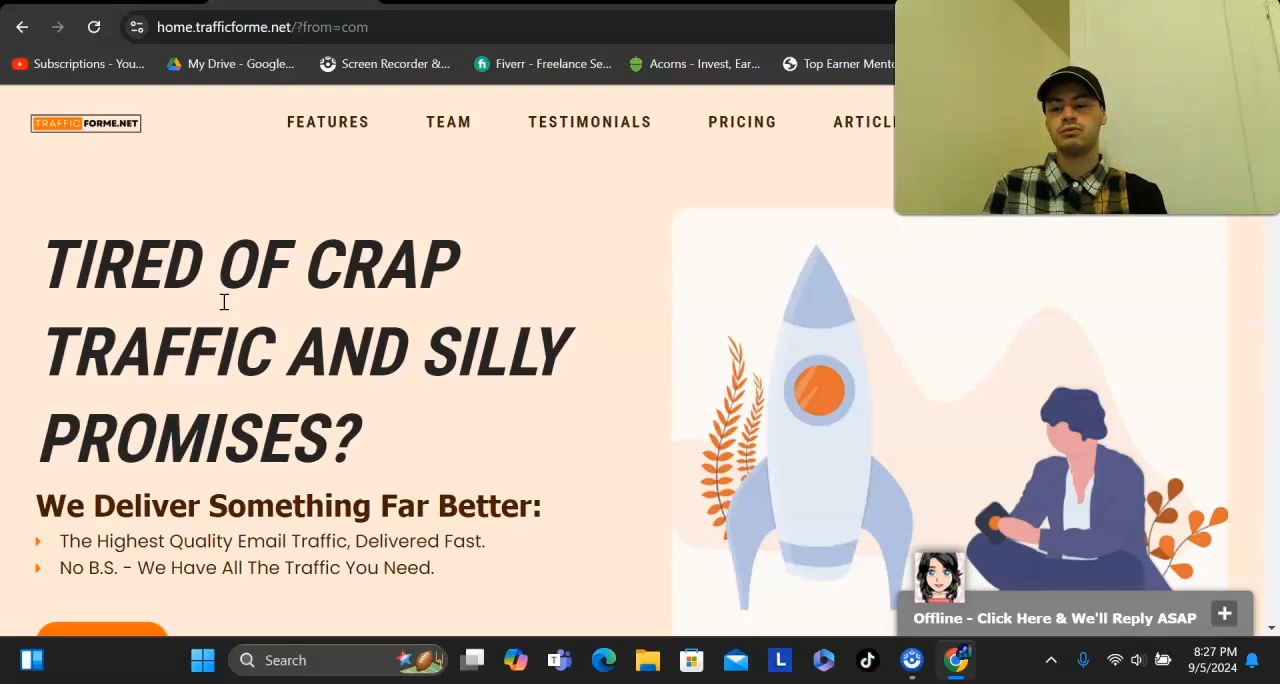 home.trafficforme.net/?from=com
Subscriptions - You...
My Drive - Google...
Screen Recorder &...
Fiverr - Freelance Se...
Acorns - Invest, Ear...
Top Earner Mento
TRAFFICFORME.NET
FEATURES
TEAM
TESTIMONIALS
PRICING
ARTICL
TIRED OF CRAP
TRAFFIC AND SILLY
PROMISES?
We Deliver Something Far Better:
The Highest Quality Email Traffic, Delivered Fast.
No B.S. - We Have All The Traffic You Need.
Offline - Click Here & We'll Reply ASAP
Search
8:27 PM
9/5/2024